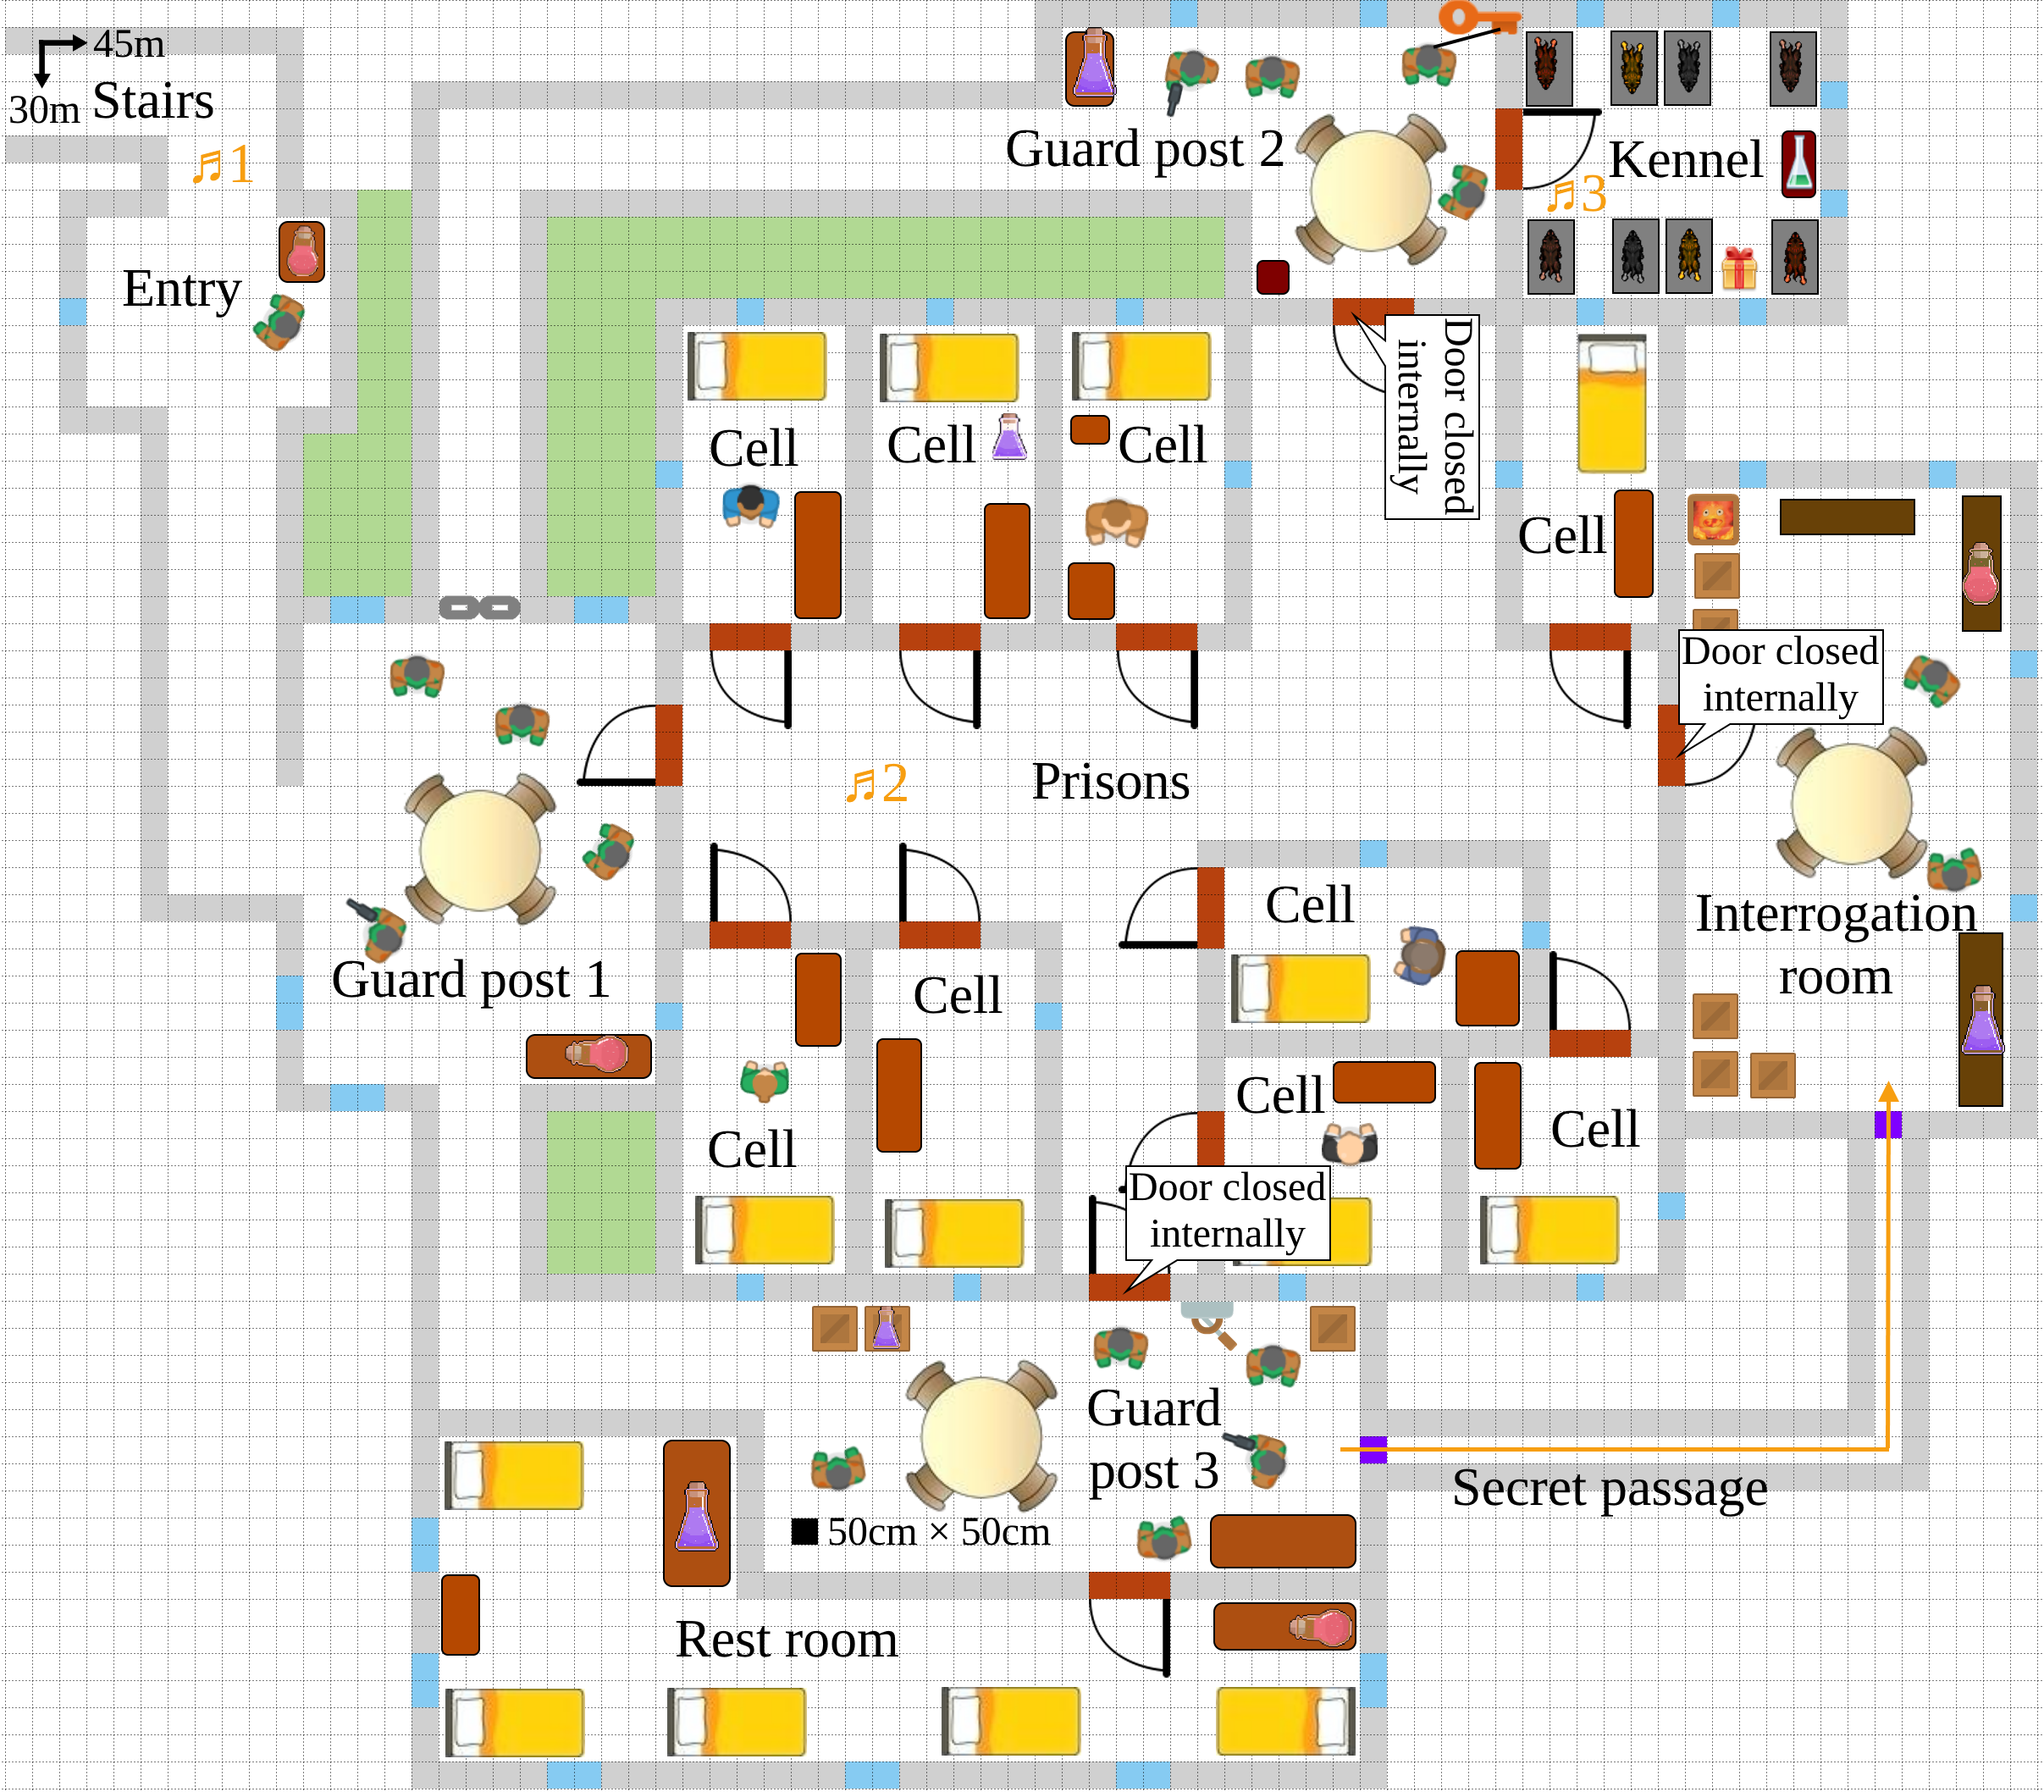 45m
30m Stairs
♬1
Guard post 2
Kennel
♬3
Entry
Door closed
internally
Cell
Cell
Cell
Cell
Door closed
internally
♬2
Prisons
Cell
Interrogation
room
Guard post 1
Cell
Cell
Cell
Cell
Door closed
internally
Guard
post 3
Secret passage
50cm × 50cm
Rest room